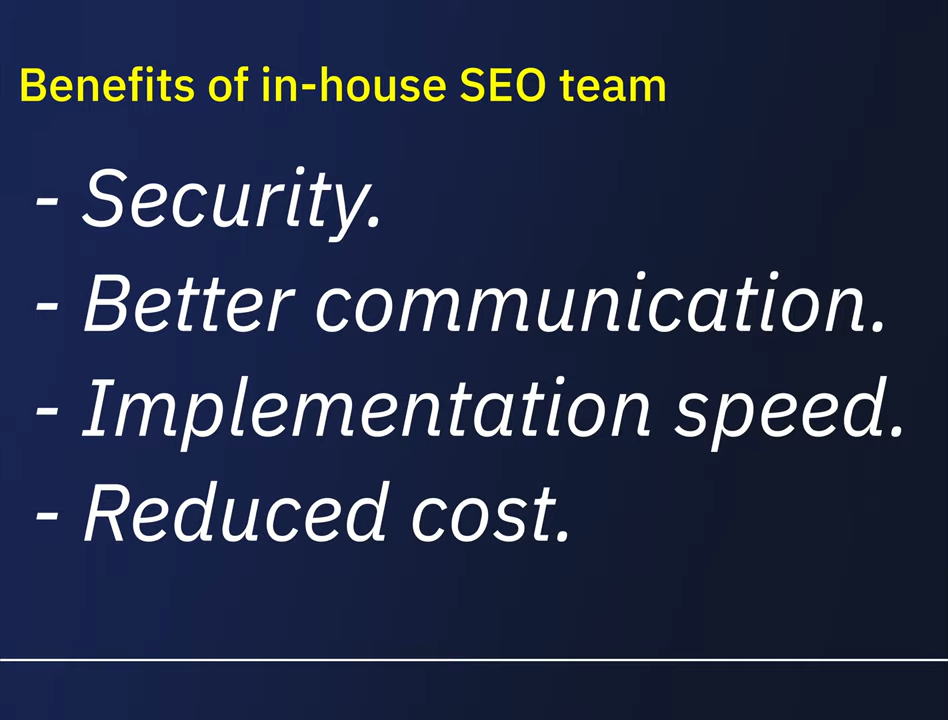 Benefits of in-house SEO team
- Security.
- Better communication.
- Implementation speed.
- Reduced cost.